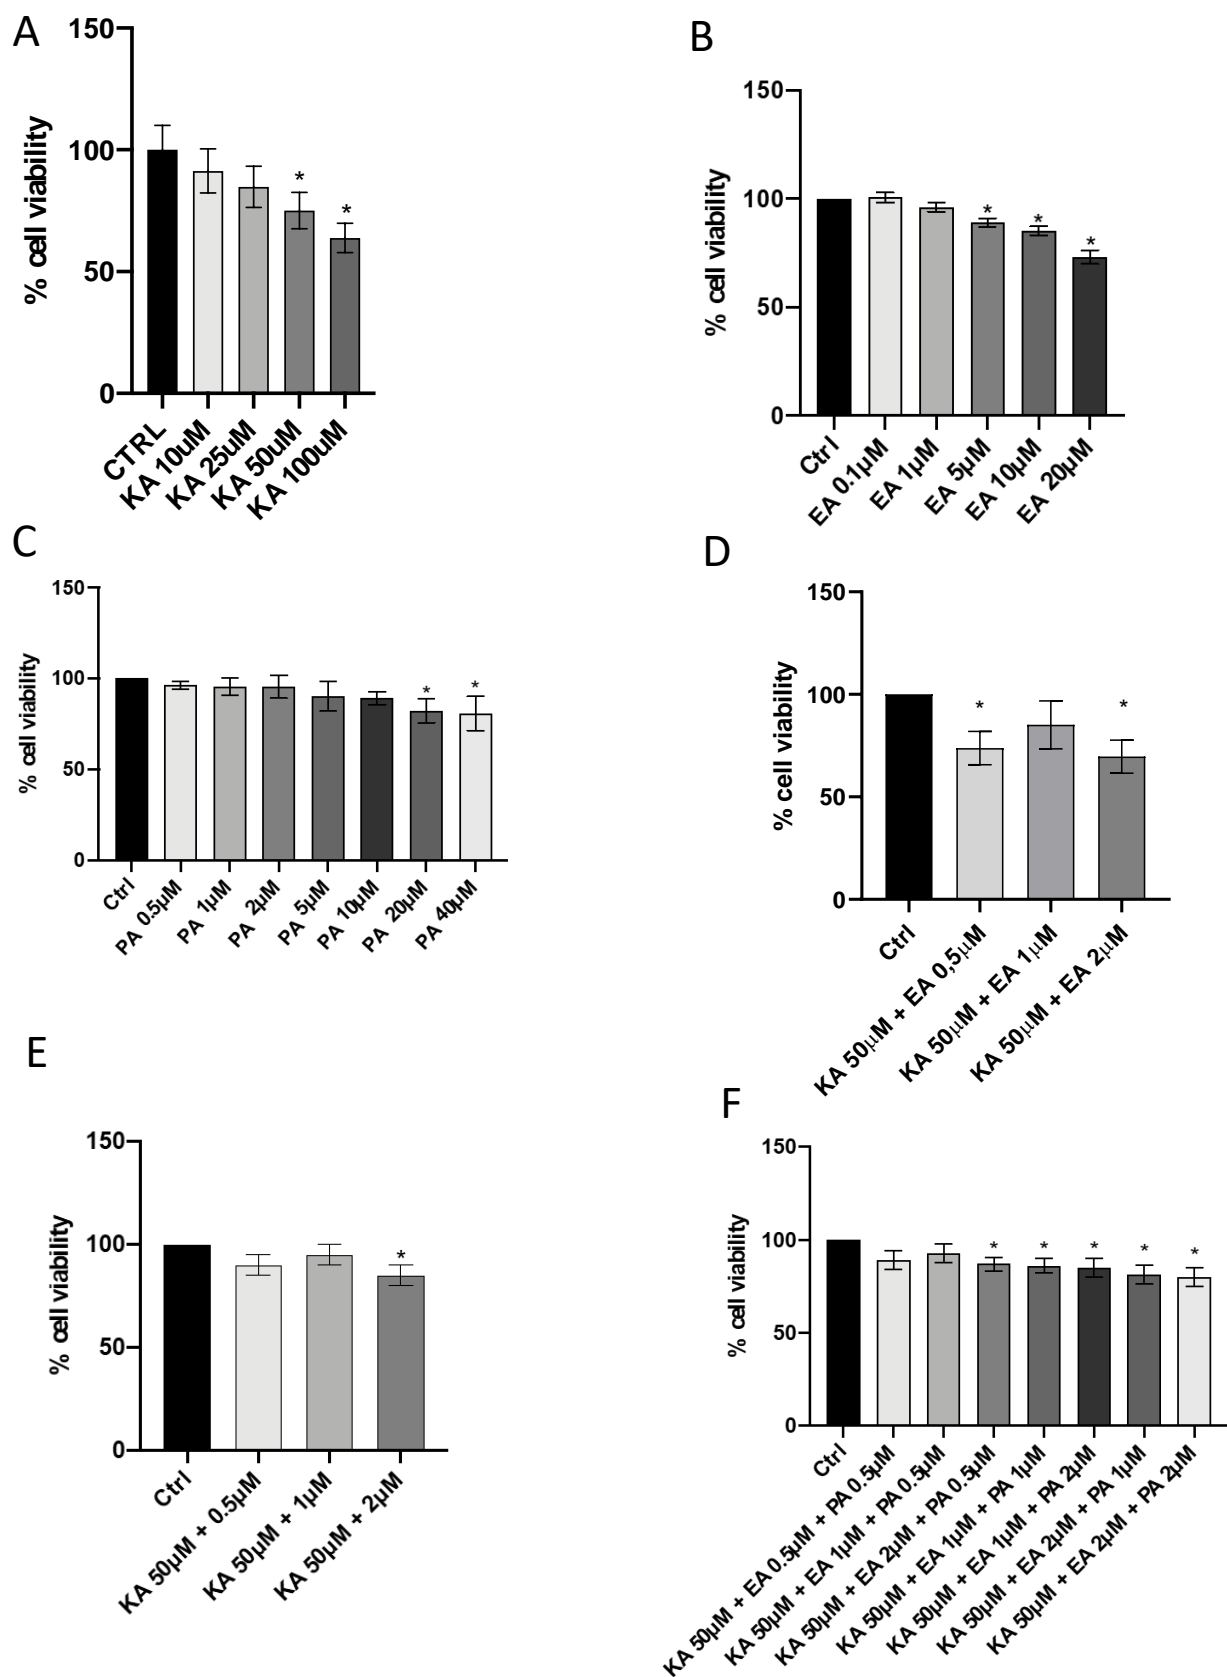 A
% cell viability
150
100
50
0
*
*
CTRL
KA 10uM
KA 25uM
KA 50uM
KA 100uM
B
% cell viability
150
100
50
0
*
*
*
Ctrl
EA 0.1µM
EA 1µM
EA 5µM
EA 10µM
EA 20µM
C
% cell viability
150
100
50
0
*
*
Ctrl
PA 0.5µM
PA 1µM
PA 2µM
PA 5µM
PA 10µM
PA 20µM
PA 40µM
D
% cell viability
150
100
50
0
*
*
Ctrl
KA 50µM + EA 0,5µM
KA 50µM + EA 1µM
KA 50µM + EA 2µM
E
% cell viability
150
100
50
0
*
Ctrl
KA 50µM + 0.5µM
KA 50µM + 1µM
KA 50µM + 2µM
F
% cell viability
150
100
50
0
*
*
*
*
*
Ctrl
KA 50µM + EA 0.5µM + PA 0.5µM
KA 50µM + EA 1µM + PA 0.5µM
KA 50µM + EA 2µM + PA 0.5µM
KA 50µM + EA 1µM + PA 1µM
KA 50µM + EA 1µM + PA 2µM
KA 50µM + EA 2µM + PA 1µM
KA 50µM + EA 2µM + PA 2µM